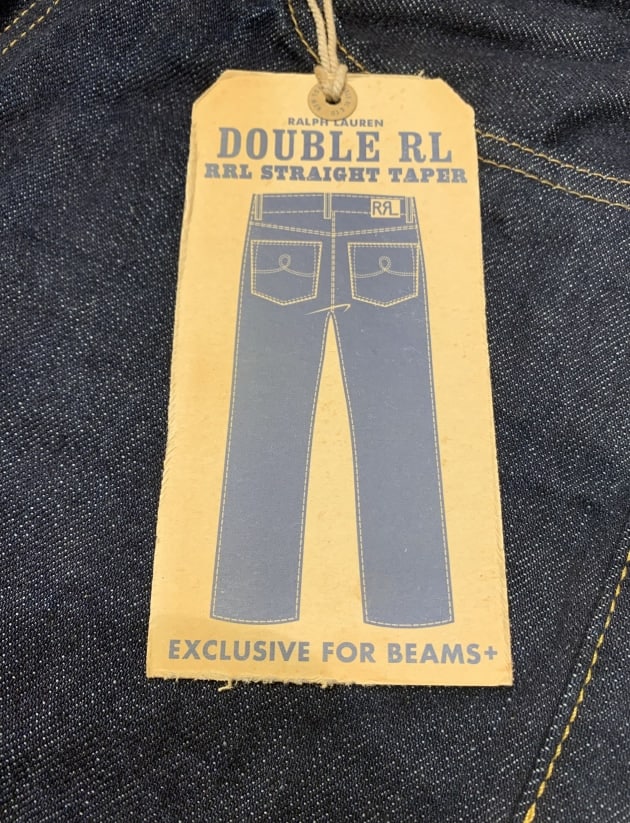 RALPH LAUREN
DOUBLE RL
RRL STRAIGHT TAPER
RRL
EXCLUSIVE FOR BEAMS+